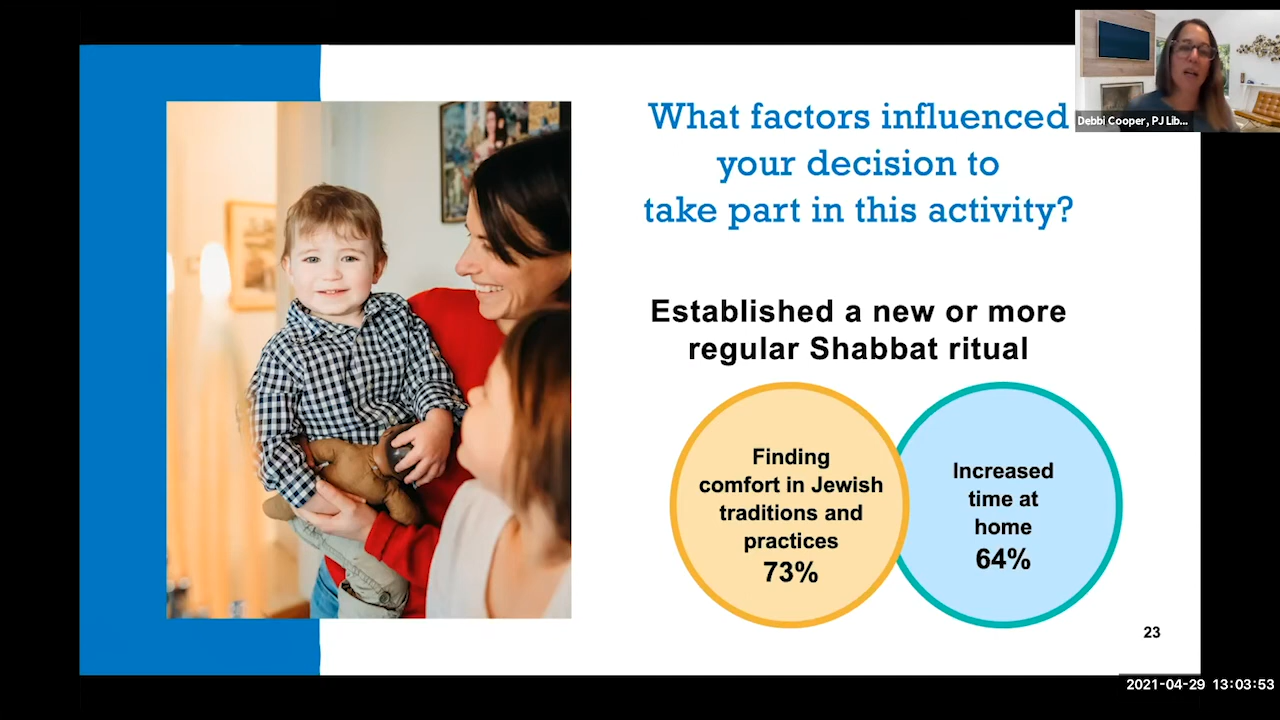 What factors influenced
your decision to
take part in this activity?
Debbi Cooper, PJ Lib...
Established a new or more
regular Shabbat ritual
Finding
comfort in Jewish
traditions and
practices
73%
Increased
time at
home
64%
23
2021-04-29 13:03:53